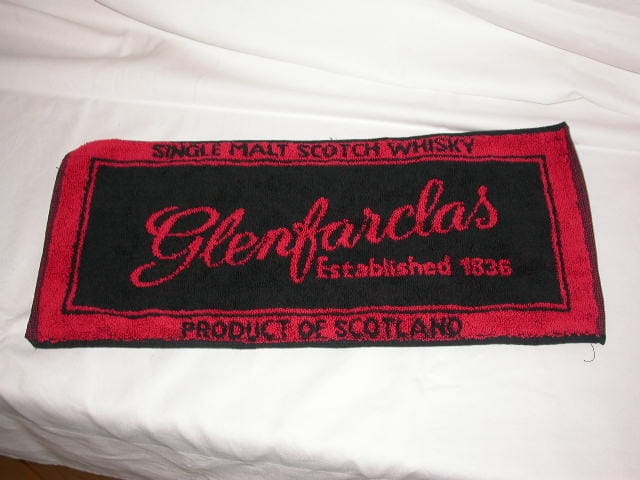 SINGLE MALT SCOTCH WHISKY
Glenfarclas
Established 1836
PRODUCT OF SCOTLAND